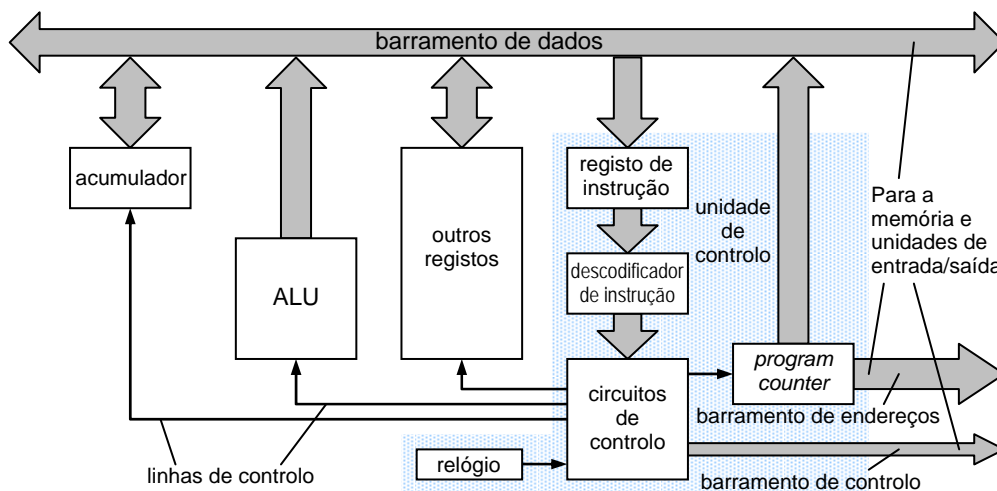 barramento de dados
acumulador
ALU
outros
registos
registo de
instrução
descodificador
de instrução
unidade
de
controlo
Para a
memória e
unidades de
entrada/saída
circuitos
de
controlo
program
counter
barramento de endereços
linhas de controlo
relógio
barramento de controlo